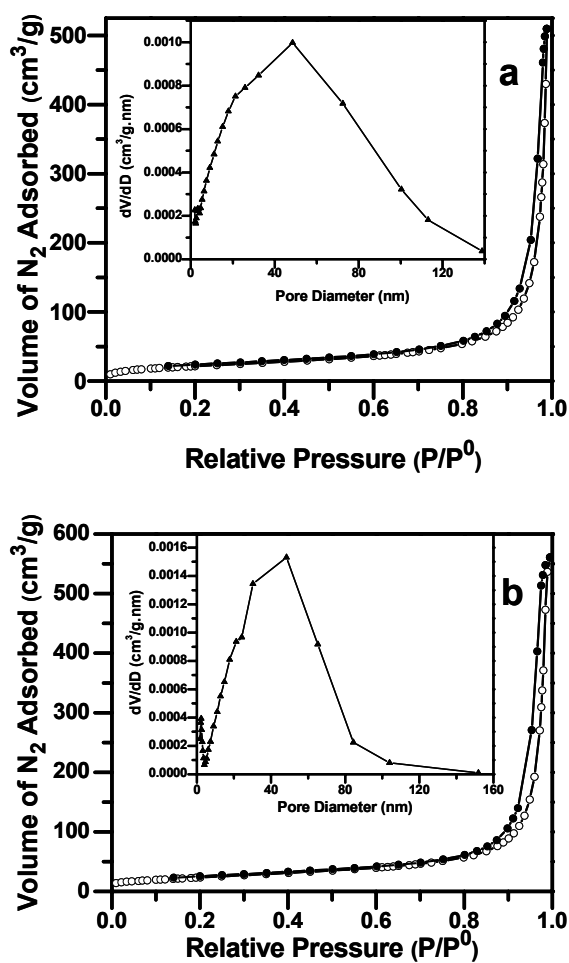 a
Volume of N2 Adsorbed (cm3/g)
500
400
300
200
100
0
0.0 0.2 0.4 0.6 0.8 1.0
Relative Pressure (P/P0)
dV/dD (cm3/g.nm)
0.0010
0.0008
0.0006
0.0004
0.0002
0.0000
0 40 80 120
Pore Diameter (nm)
b
Volume of N2 Adsorbed (cm3/g)
600
500
400
300
200
100
0
0.0 0.2 0.4 0.6 0.8 1.0
Relative Pressure (P/P0)
dV/dD (cm3/g.nm)
0.0016
0.0014
0.0012
0.0010
0.0008
0.0006
0.0004
0.0002
0.0000
0 40 80 120 160
Pore Diameter (nm)